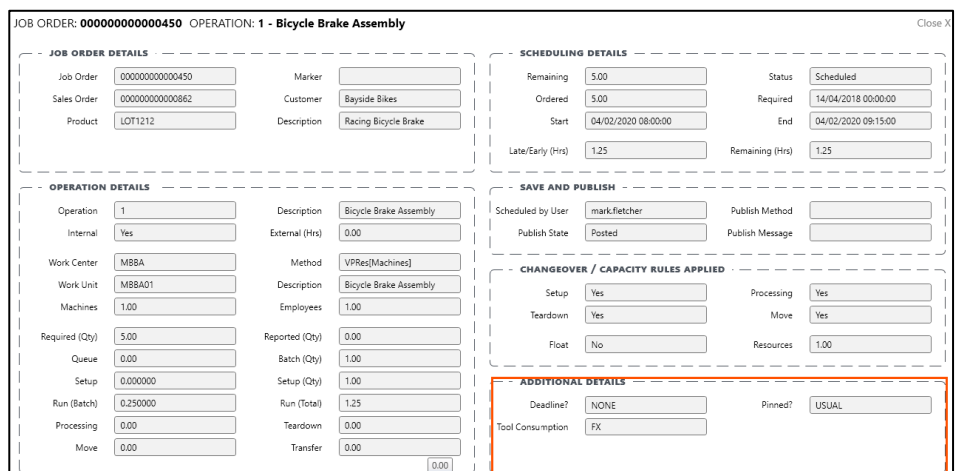 JOB ORDER: 000000000000450 OPERATION: 1 - Bicycle Brake Assembly Close X
JOB ORDER DETAILS
Job Order 000000000000450 Marker
Sales Order 000000000000862 Customer Bayside Bikes
Product LOT1212 Description Racing Bicycle Brake
SCHEDULING DETAILS
Remaining 5.00 Status Scheduled
Ordered 5.00 Required 14/04/2018 00:00:00
Start 04/02/2020 08:00:00 End 04/02/2020 09:15:00
Late/Early (Hrs) 1.25 Remaining (Hrs) 1.25
OPERATION DETAILS
Operation 1 Description Bicycle Brake Assembly
Internal Yes External (Hrs) 0.00
Work Center MBBA Method VPRes[Machines]
Work Unit MBBA01 Description Bicycle Brake Assembly
Machines 1.00 Employees 1.00
Required (Qty) 5.00 Reported (Qty) 0.00
Queue 0.00 Batch (Qty) 1.00
Setup 0.000000 Setup (Qty) 1.00
Run (Batch) 0.250000 Run (Total) 1.25
Processing 0.00 Teardown 0.00
Move 0.00 Transfer 0.00
0.00
SAVE AND PUBLISH
Scheduled by User mark.fletcher Publish Method
Publish State Posted Publish Message
CHANGEOVER / CAPACITY RULES APPLIED
Setup Yes Processing Yes
Teardown Yes Move Yes
Float No Resources 1.00
ADDITIONAL DETAILS
Deadline? NONE Pinned? USUAL
Tool Consumption FX